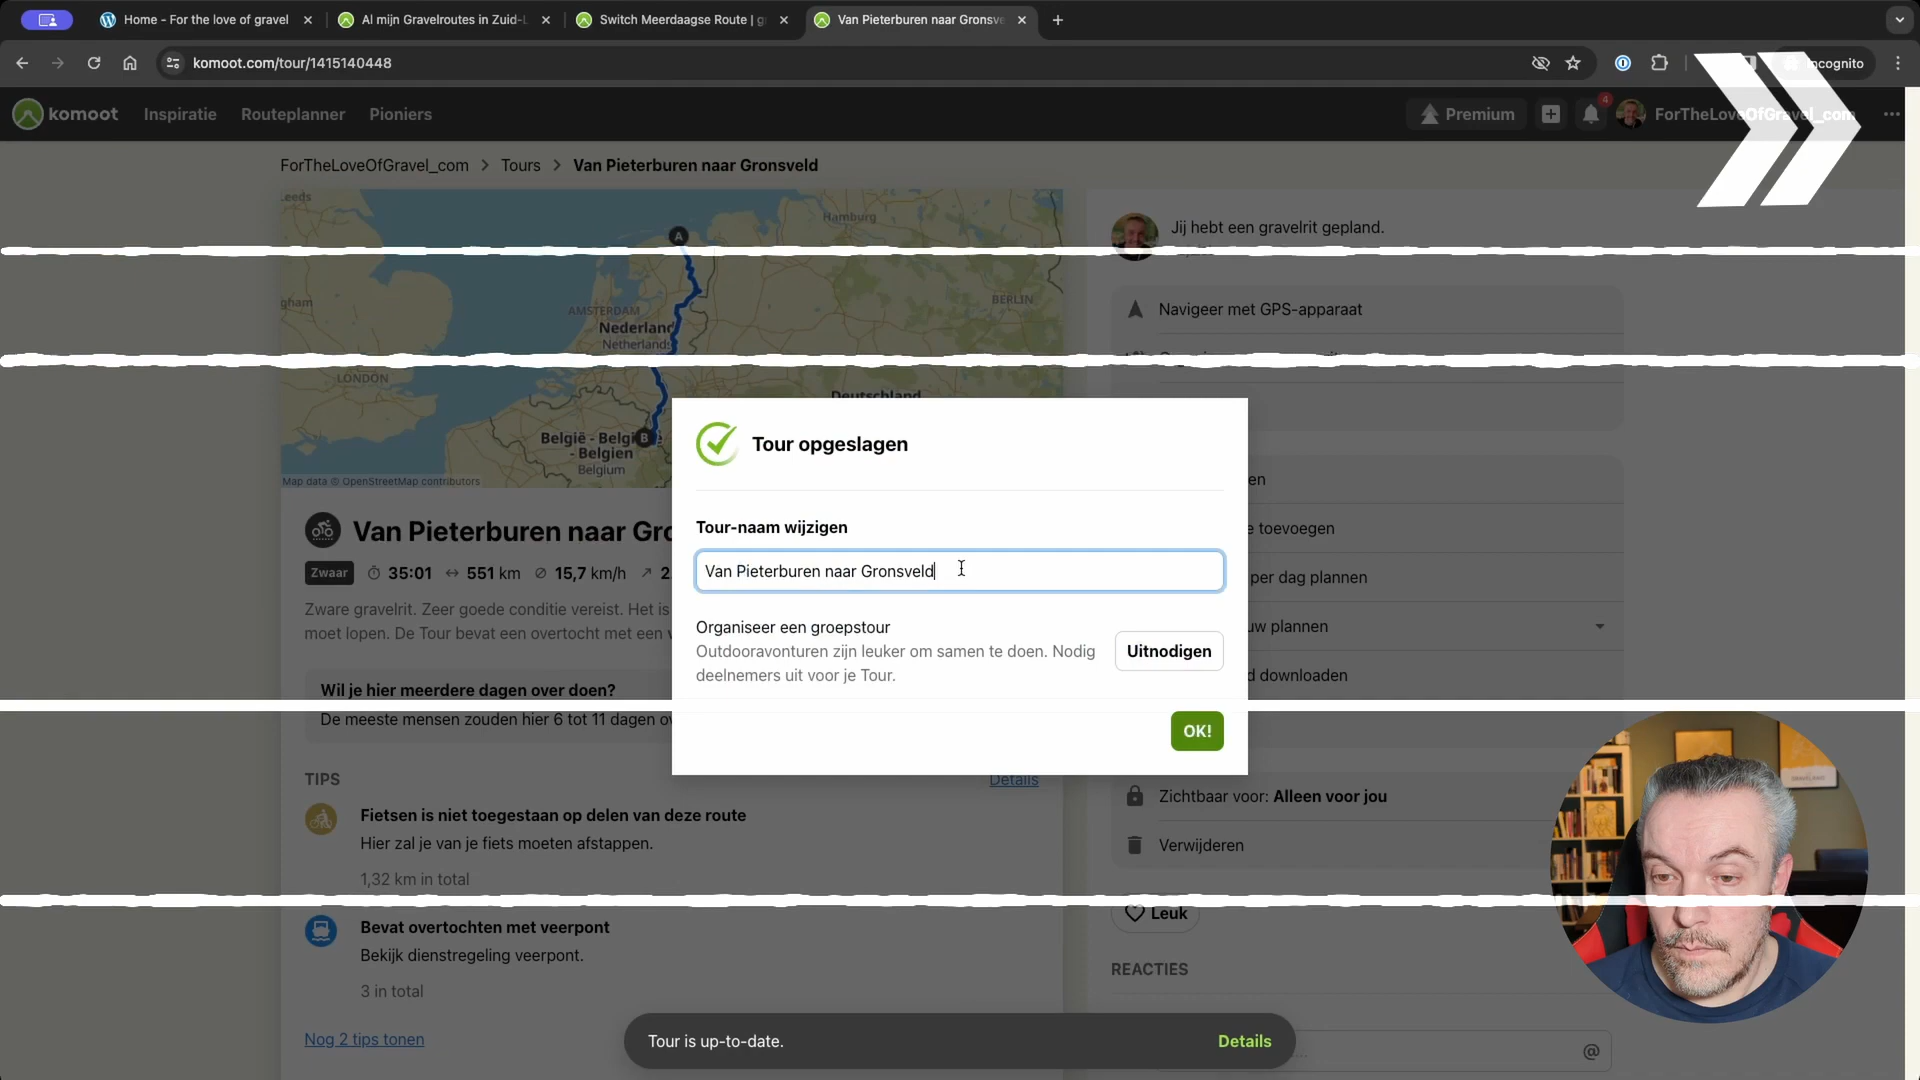 Home - For the love of gravel
Al mijn Gravelroutes in Zuid-L
Switch Meerdaagse Route | g
Van Pieterburen naar Gronsve
komoot.com/tour/1415140448
Incognito
komoot
Inspiratie
Routeplanner
Pioniers
Premium
4
ForTheLoveOfGravel_com
ForTheLoveOfGravel_com > Tours > Van Pieterburen naar Gronsveld
Leeds
Hamburg
A
gham
AMSTERDAM
BERLIN
Nederland
Netherlands
LONDON
Deutschland
België - Belgi
- Belgien
Belgium
B
Map data © OpenStreetMap contributors
Jij hebt een gravelrit gepland.
Navigeer met GPS-apparaat
Van Pieterburen naar Gro
Zwaar
35:01
551 km
15,7 km/h
2
Zware gravelrit. Zeer goede conditie vereist. Het is
moet lopen. De Tour bevat een overtocht met een
Wil je hier meerdere dagen over doen?
De meeste mensen zouden hier 6 tot 11 dagen ov
TIPS
Details
Fietsen is niet toegestaan op delen van deze route
Hier zal je van je fiets moeten afstappen.
1,32 km in total
Bevat overtochten met veerpont
Bekijk dienstregeling veerpont.
3 in total
Nog 2 tips tonen
Tour opgeslagen
Tour-naam wijzigen
Van Pieterburen naar Gronsveld
Organiseer een groepstour
Outdooravonturen zijn leuker om samen te doen. Nodig
deelnemers uit voor je Tour.
Uitnodigen
OK!
en
e toevoegen
per dag plannen
uw plannen
d downloaden
Zichtbaar voor: Alleen voor jou
Verwijderen
Leuk
REACTIES
@
Tour is up-to-date.
Details